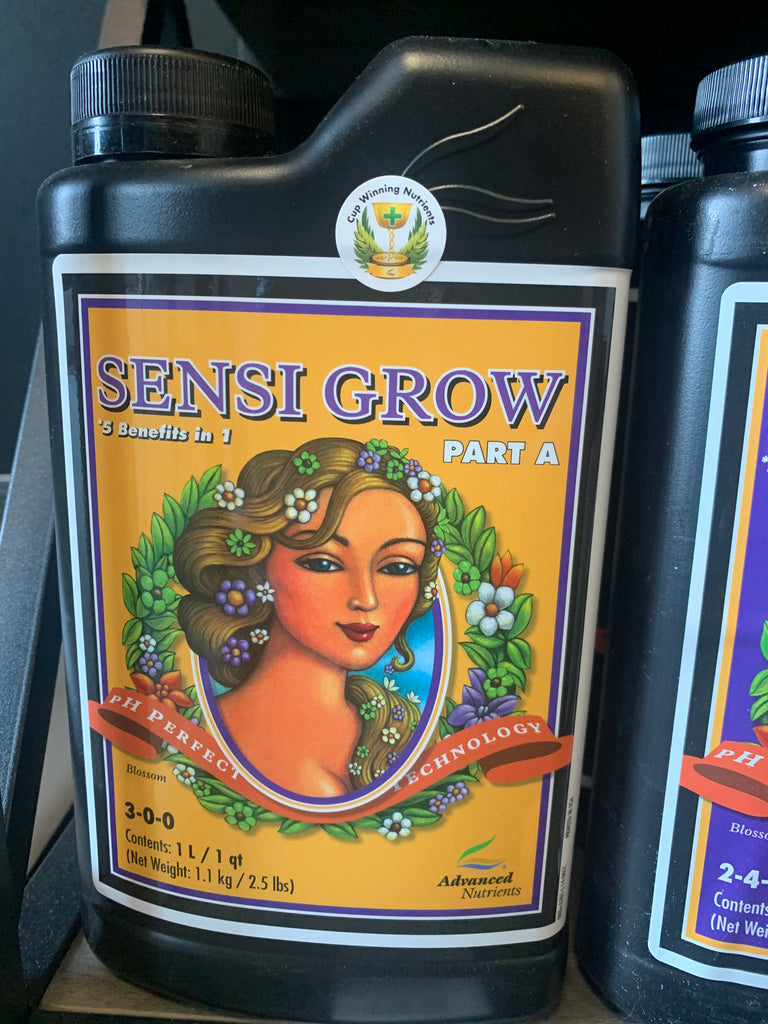 Cup Winning Nutrients
SENSI GROW
*5 Benefits in 1
PART A
pH PERFECT TECHNOLOGY
Blossom
3-0-0
Contents: 1 L / 1 qt
(Net Weight: 1.1 kg / 2.5 lbs)
Advanced
Nutrients
pH
2-4-
Contents
(Net Wei